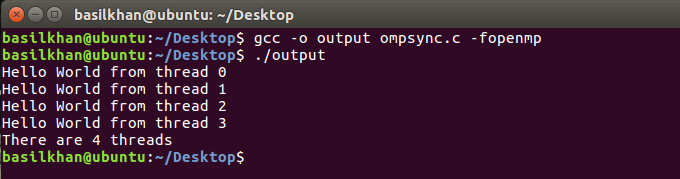 basilkhan@ubuntu: ~/Desktop
basilkhan@ubuntu:~/Desktop$ gcc -o output ompsync.c -fopenmp
basilkhan@ubuntu:~/Desktop$ ./output
Hello World from thread 0
Hello World from thread 1
Hello World from thread 2
Hello World from thread 3
There are 4 threads
basilkhan@ubuntu:~/Desktop$